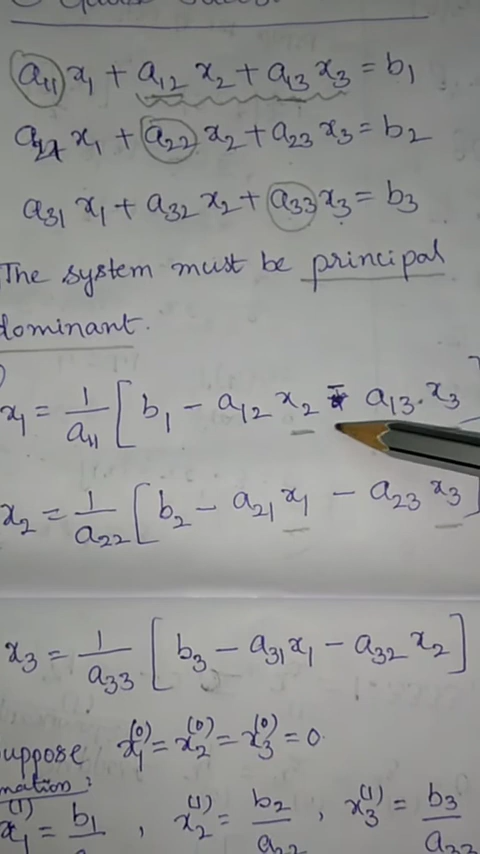 a₁₁ x₁ + a₁₂ x₂ + a₁₃ x₃ = b₁
a₂₁ x₁ + a₂₂ x₂ + a₂₃ x₃ = b₂
a₃₁ x₁ + a₃₂ x₂ + a₃₃ x₃ = b₃
The system must be principal
dominant.
x₁ = 1/a₁₁ [ b₁ - a₁₂ x₂ - a₁₃ . x₃ ]
x₂ = 1/a₂₂ [ b₂ - a₂₁ x₁ - a₂₃ x₃ ]
x₃ = 1/a₃₃ [ b₃ - a₃₁ x₁ - a₃₂ x₂ ]
uppose x₁⁽⁰⁾ = x₂⁽⁰⁾ = x₃⁽⁰⁾ = 0.
mation:
x₁⁽¹⁾ = b₁/a , x₂⁽¹⁾ = b₂/a₂₂ , x₃⁽¹⁾ = b₃/a₃₃